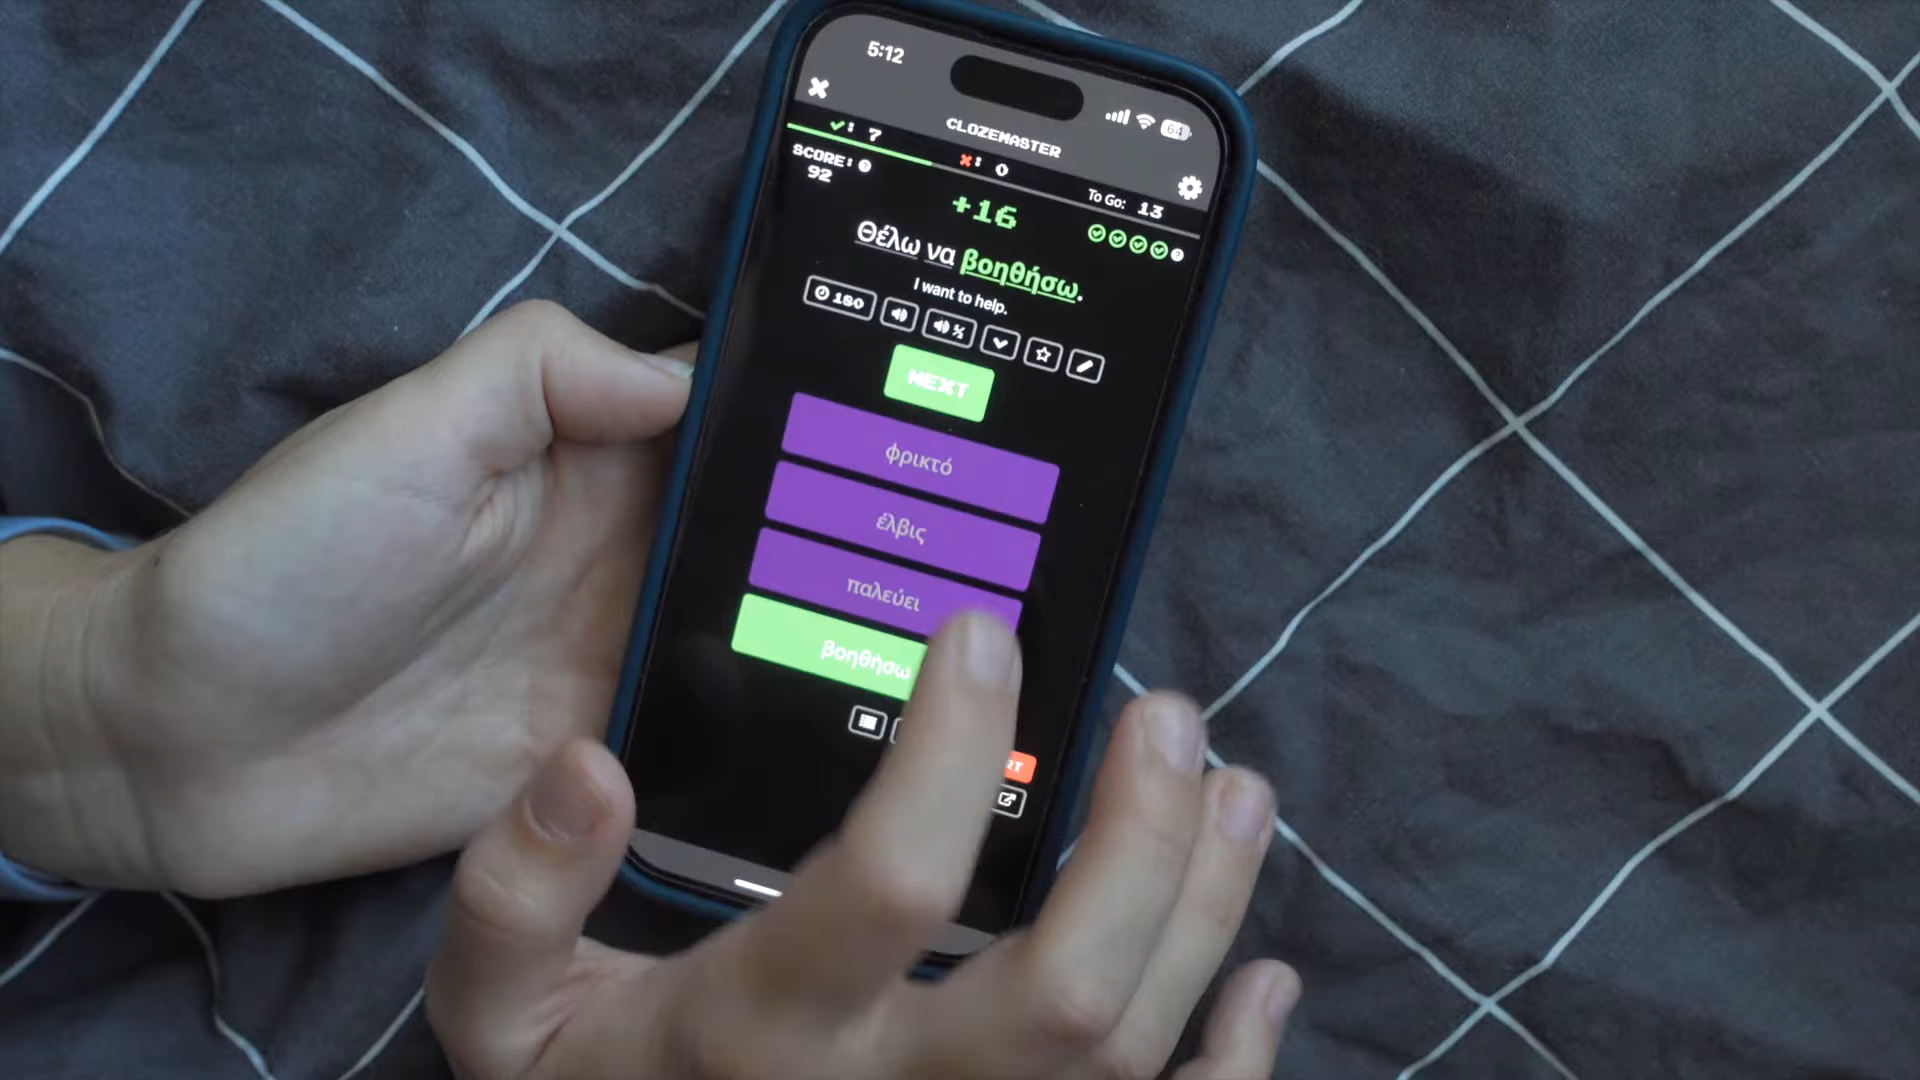 5:12
64
CLOZEMASTER
: 7
: 0
To Go: 13
SCORE:
92
+16
Θέλω να βοηθήσω.
I want to help.
180
NEXT
φρικτό
έλβις
παλεύει
βοηθήσω